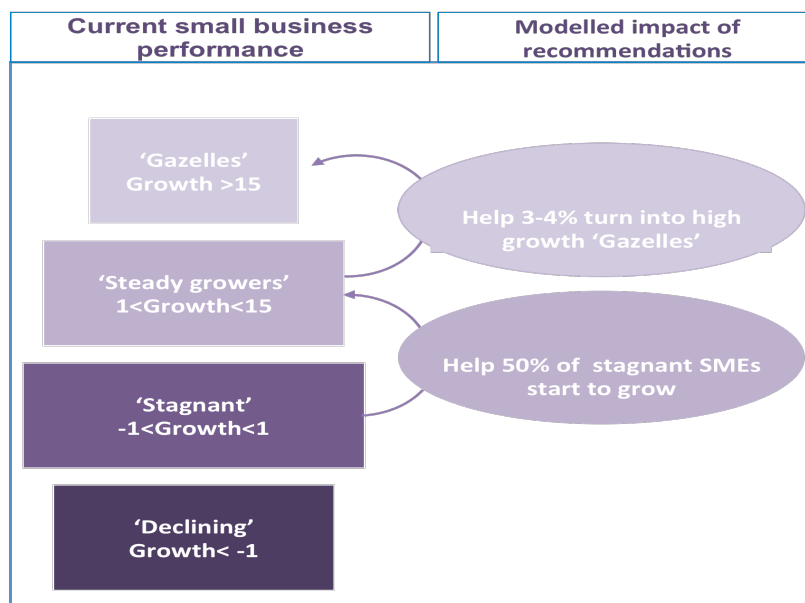 Current small business
performance
Modelled impact of
recommendations
‘Gazelles’
Growth >15
Help 3-4% turn into high
growth ‘Gazelles’
‘Steady growers’
1<Growth<15
Help 50% of  stagnant SMEs
start to grow
‘Stagnant’
-1<Growth<1
‘Declining’
Growth< -1